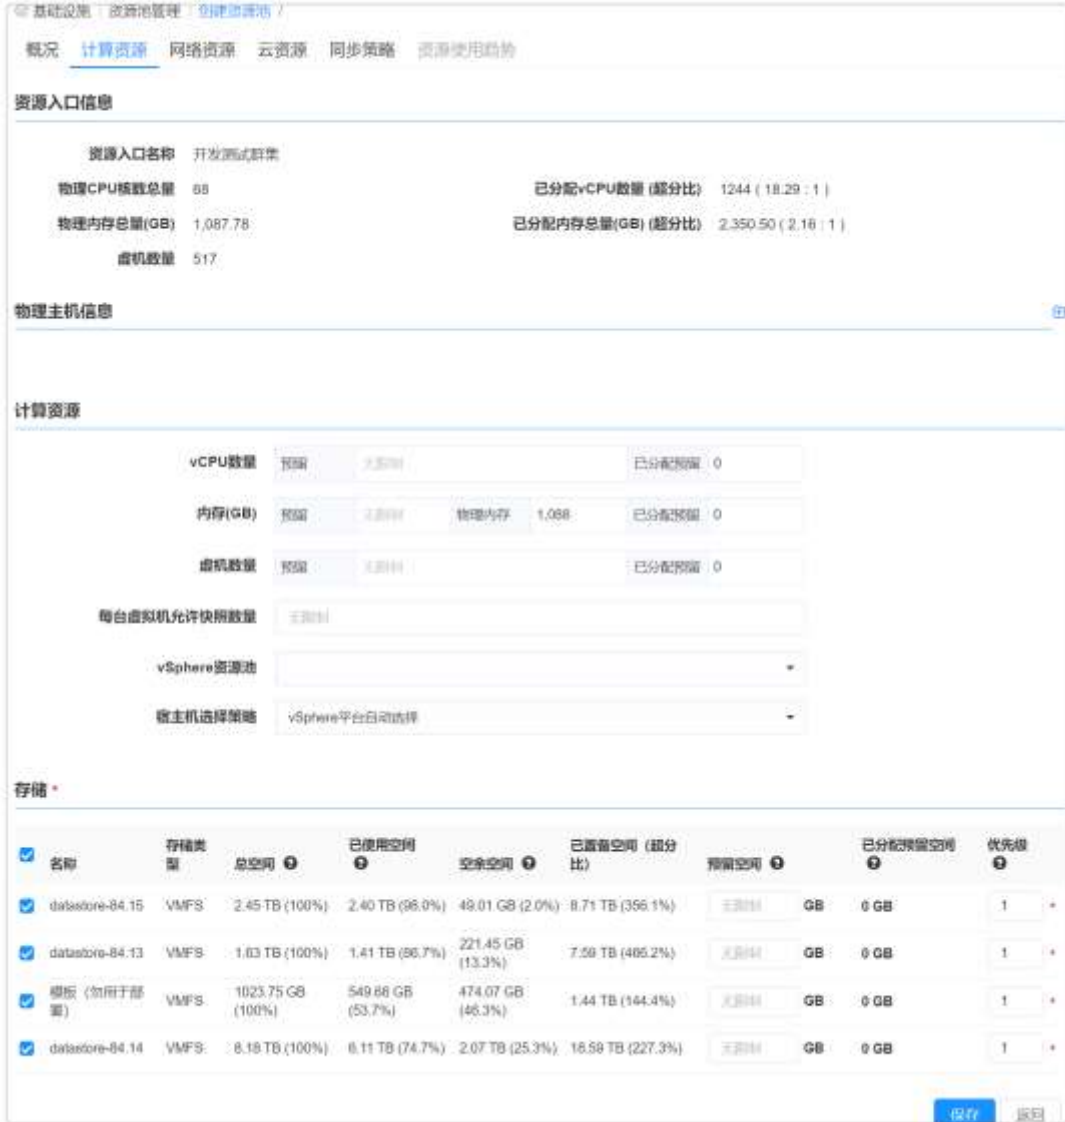 基础设施 / 资源池管理 / 创建资源池 /
概况 计算资源 网络资源 云资源 同步策略 资源使用趋势
资源入口信息
资源入口名称 开发测试群集
物理CPU核数总量 68 已分配vCPU数量 (超分比) 1244 ( 18.29 : 1 )
物理内存总量(GB) 1,087.78 已分配内存总量(GB) (超分比) 2,350.50 ( 2.16 : 1 )
虚机数量 517
物理主机信息
计算资源
vCPU数量 预留 无限制 已分配预留 0
内存(GB) 预留 无限制 物理内存 1,088 已分配预留 0
虚机数量 预留 无限制 已分配预留 0
每台虚拟机允许快照数量 无限制
vSphere资源池
宿主机选择策略 vSphere平台自动选择
存储 *
名称 存储类型 总空间 已使用空间 空余空间 已置备空间（超分比） 预留空间 已分配预留空间 优先级
datastore-84.15 VMFS 2.45 TB (100%) 2.40 TB (98.0%) 49.01 GB (2.0%) 8.71 TB (356.1%) 无限制 GB 0 GB 1 *
datastore-84.13 VMFS 1.63 TB (100%) 1.41 TB (86.7%) 221.45 GB (13.3%) 7.59 TB (466.2%) 无限制 GB 0 GB 1 *
模板（勿用于部署） VMFS 1023.75 GB (100%) 549.68 GB (53.7%) 474.07 GB (46.3%) 1.44 TB (144.4%) 无限制 GB 0 GB 1 *
datastore-84.14 VMFS 8.18 TB (100%) 6.11 TB (74.7%) 2.07 TB (25.3%) 18.59 TB (227.3%) 无限制 GB 0 GB 1 *
保存 返回